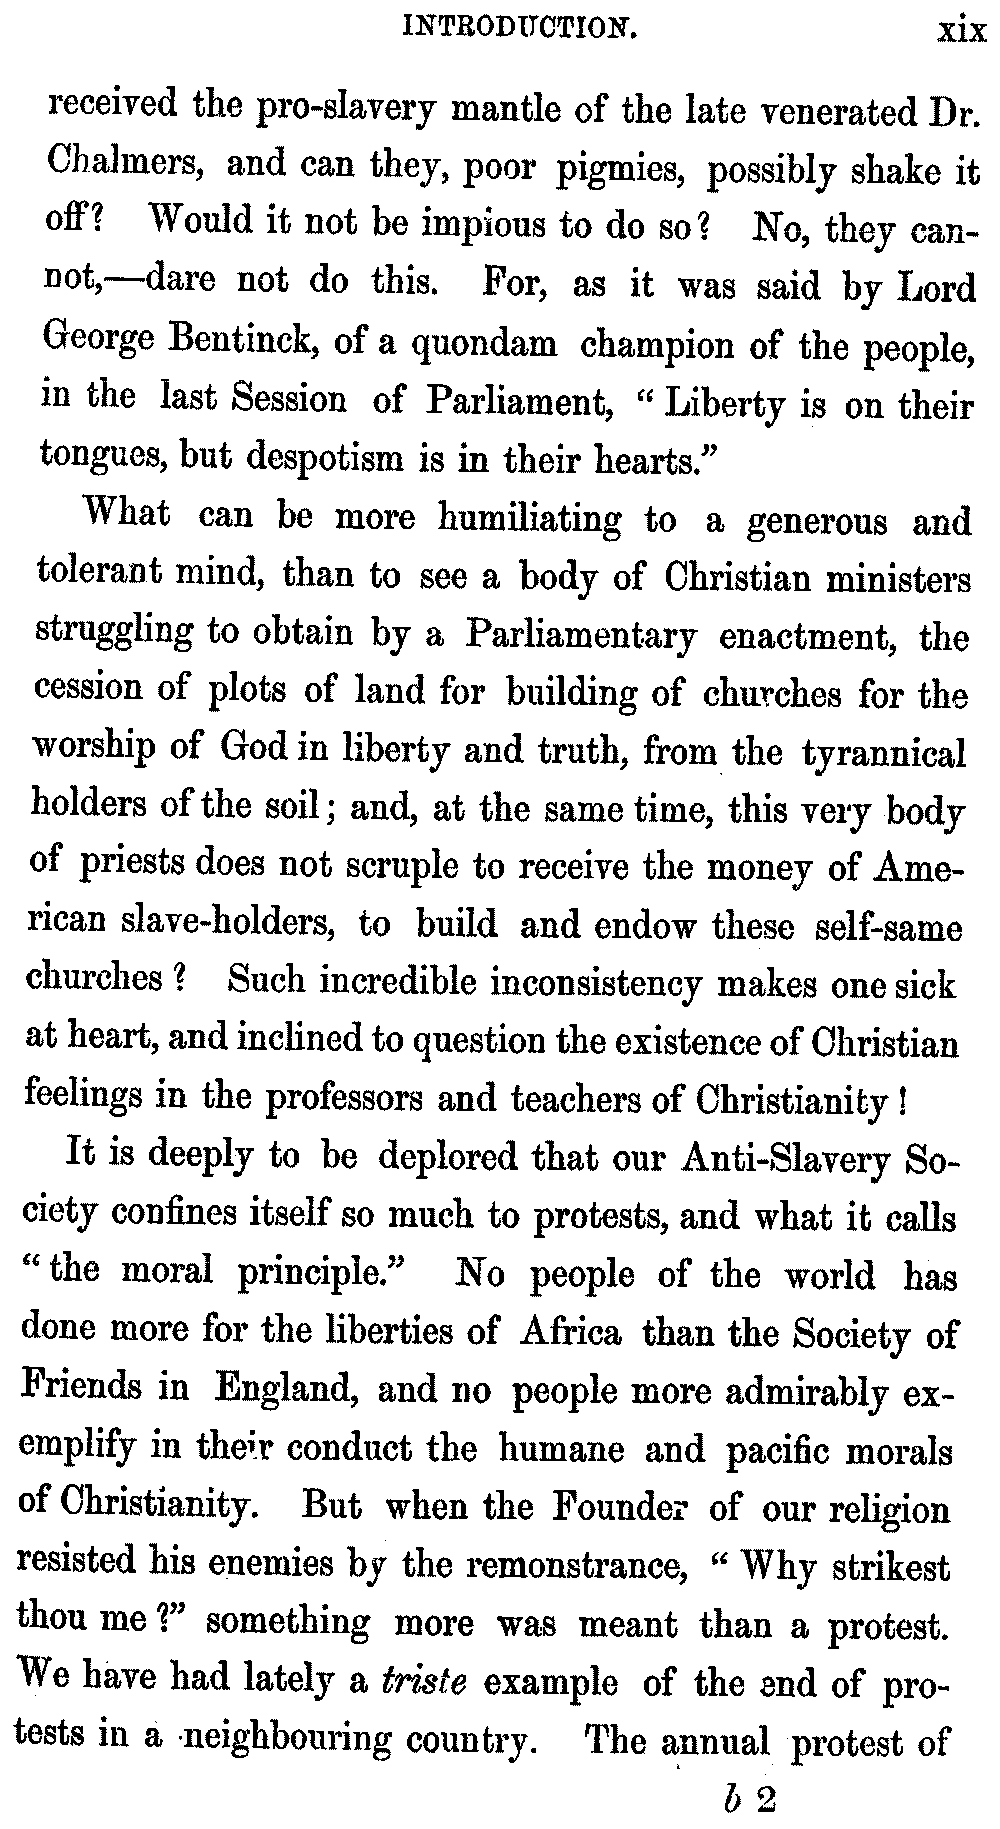 INTRODUCTION. xix
received the pro-slavery mantle of the late venerated Dr.
Chalmers, and can they, poor pigmies, possibly shake it
off? Would it not be impious to do so? No, they can-
not,—dare not do this. For, as it was said by Lord
George Bentinck, of a quondam champion of the people,
in the last Session of Parliament, “ Liberty is on their
tongues, but despotism is in their hearts.”
What can be more humiliating to a generous and
tolerant mind, than to see a body of Christian ministers
struggling to obtain by a Parliamentary enactment, the
cession of plots of land for building of churches for the
worship of God in liberty and truth, from the tyrannical
holders of the soil; and, at the same time, this very body
of priests does not scruple to receive the money of Ame-
rican slave-holders, to build and endow these self-same
churches? Such incredible inconsistency makes one sick
at heart, and inclined to question the existence of Christian
feelings in the professors and teachers of Christianity!
It is deeply to be deplored that our Anti-Slavery So-
ciety confines itself so much to protests, and what it calls
“ the moral principle.” No people of the world has
done more for the liberties of Africa than the Society of
Friends in England, and no people more admirably ex-
emplify in their conduct the humane and pacific morals
of Christianity. But when the Founder of our religion
resisted his enemies by the remonstrance, “ Why strikest
thou me?” something more was meant than a protest.
We have had lately a triste example of the end of pro-
tests in a neighbouring country. The annual protest of
b 2